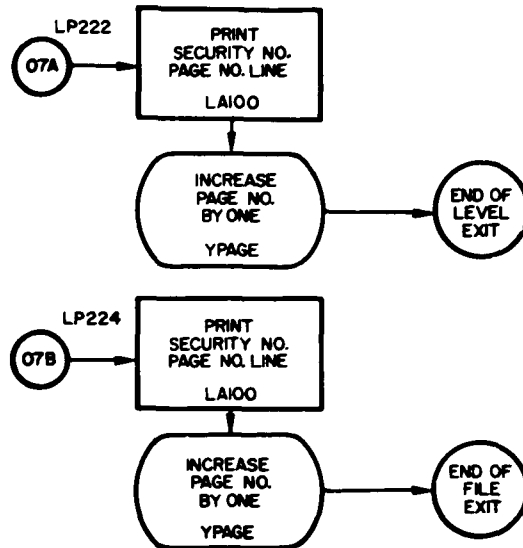 LP222
07A
PRINT
SECURITY NO.
PAGE NO. LINE
LA100
INCREASE
PAGE NO.
BY ONE
YPAGE
END OF
LEVEL
EXIT
LP224
07B
PRINT
SECURITY NO.
PAGE NO. LINE
LA100
INCREASE
PAGE NO.
BY ONE
YPAGE
END OF
FILE
EXIT